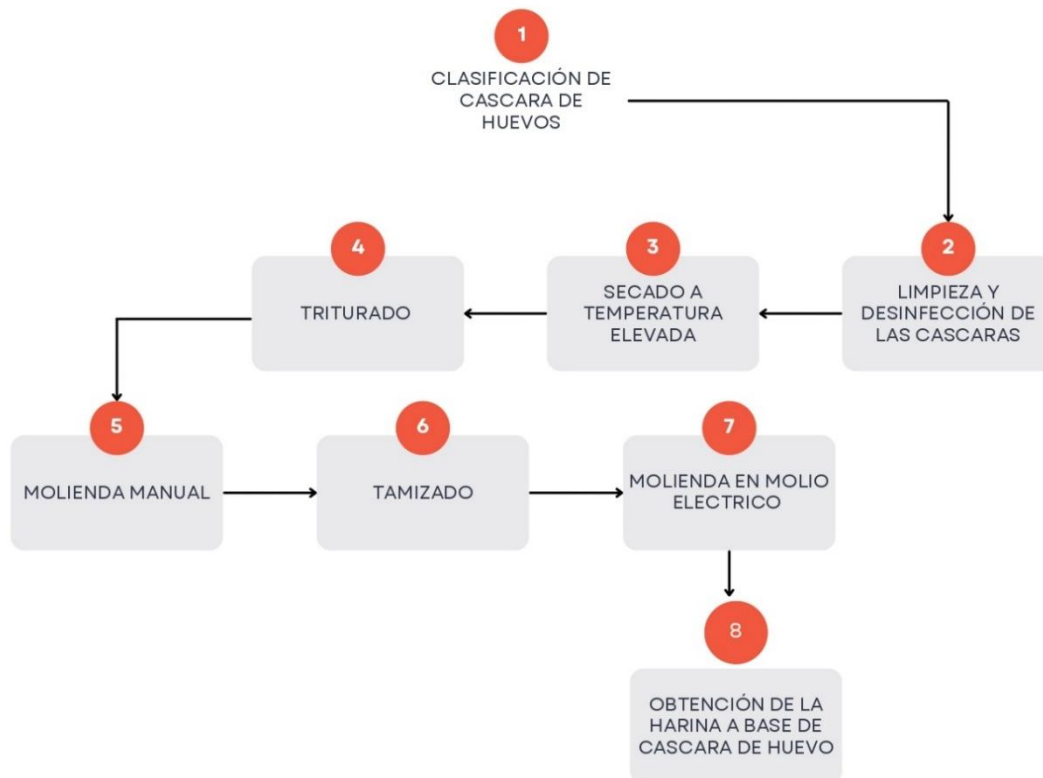 1
CLASIFICACIÓN DE
CASCARA DE
HUEVOS
2
LIMPIEZA Y
DESINFECCIÓN DE
LAS CASCARAS
3
SECADO A
TEMPERATURA
ELEVADA
4
TRITURADO
5
MOLIENDA MANUAL
6
TAMIZADO
7
MOLIENDA EN MOLIO
ELECTRICO
8
OBTENCIÓN DE LA
HARINA A BASE DE
CASCARA DE HUEVO